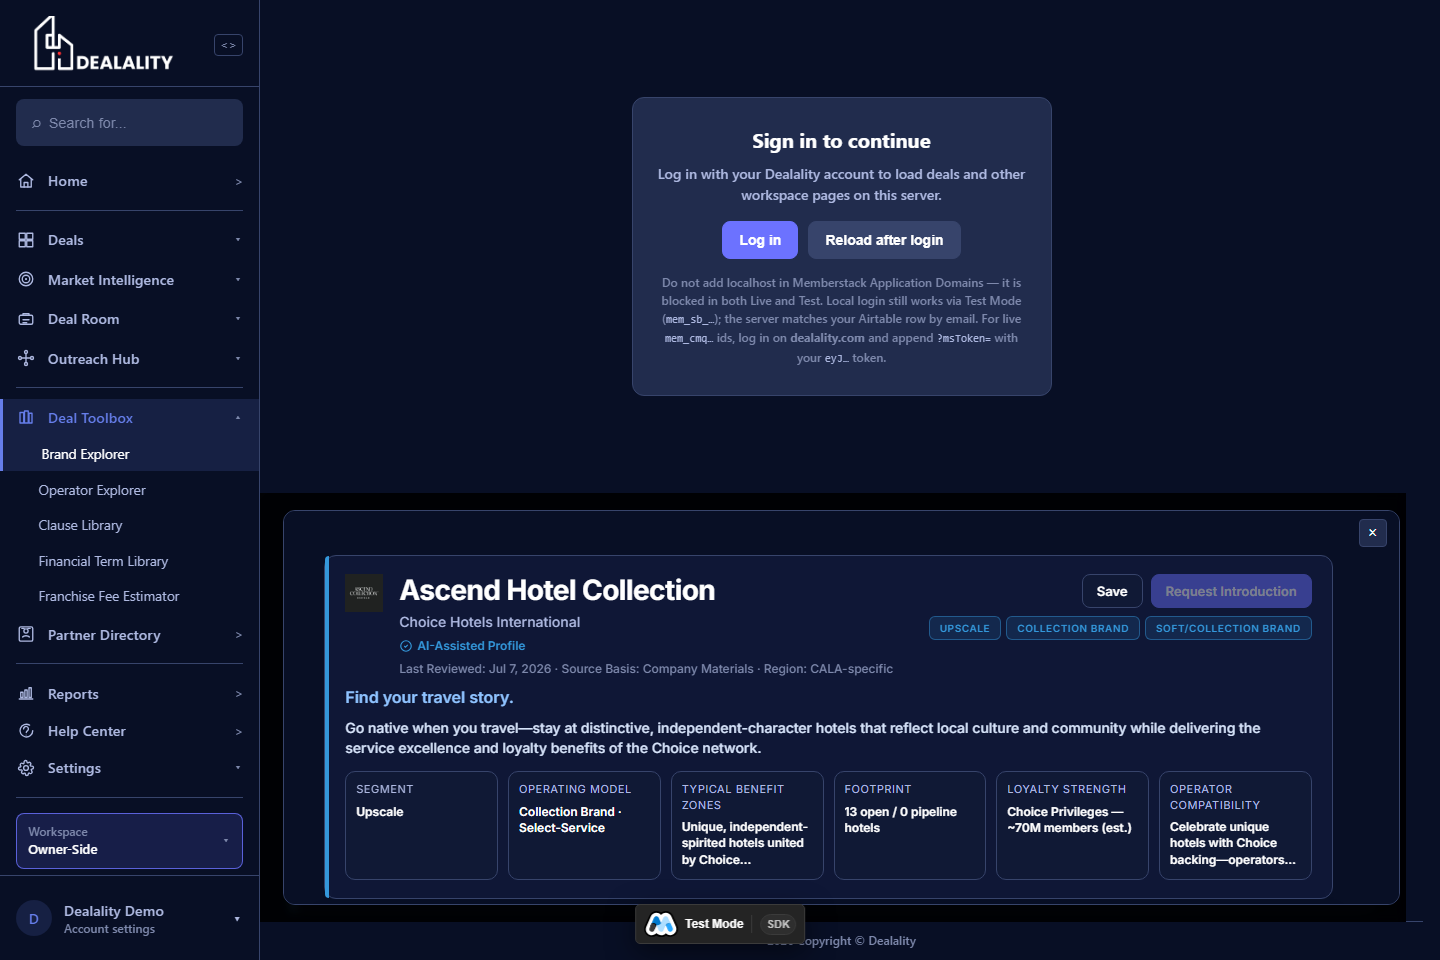 DEALALITY
< >
Search for...
Home >
Deals
Market Intelligence
Deal Room
Outreach Hub
Deal Toolbox
Brand Explorer
Operator Explorer
Clause Library
Financial Term Library
Franchise Fee Estimator
Partner Directory >
Reports >
Help Center >
Settings
Workspace
Owner-Side
D
Dealality Demo
Account settings
Sign in to continue
Log in with your Dealality account to load deals and other
workspace pages on this server.
Log in
Reload after login
Do not add localhost in Memberstack Application Domains — it is
blocked in both Live and Test. Local login still works via Test Mode
(mem_sb_…); the server matches your Airtable row by email. For live
mem_cmq… ids, log in on dealality.com and append ?msToken= with
your eyJ… token.
×
ASCEND
COLLECTION
Ascend Hotel Collection
Save
Request Introduction
Choice Hotels International
UPSCALE
COLLECTION BRAND
SOFT/COLLECTION BRAND
AI-Assisted Profile
Last Reviewed: Jul 7, 2026 · Source Basis: Company Materials · Region: CALA-specific
Find your travel story.
Go native when you travel—stay at distinctive, independent-character hotels that reflect local culture and community while delivering the
service excellence and loyalty benefits of the Choice network.
SEGMENT
Upscale
OPERATING MODEL
Collection Brand ·
Select-Service
TYPICAL BENEFIT
ZONES
Unique, independent-
spirited hotels united
by Choice...
FOOTPRINT
13 open / 0 pipeline
hotels
LOYALTY STRENGTH
Choice Privileges —
~70M members (est.)
OPERATOR
COMPATIBILITY
Celebrate unique
hotels with Choice
backing—operators...
Test Mode
SDK
Copyright © Dealality